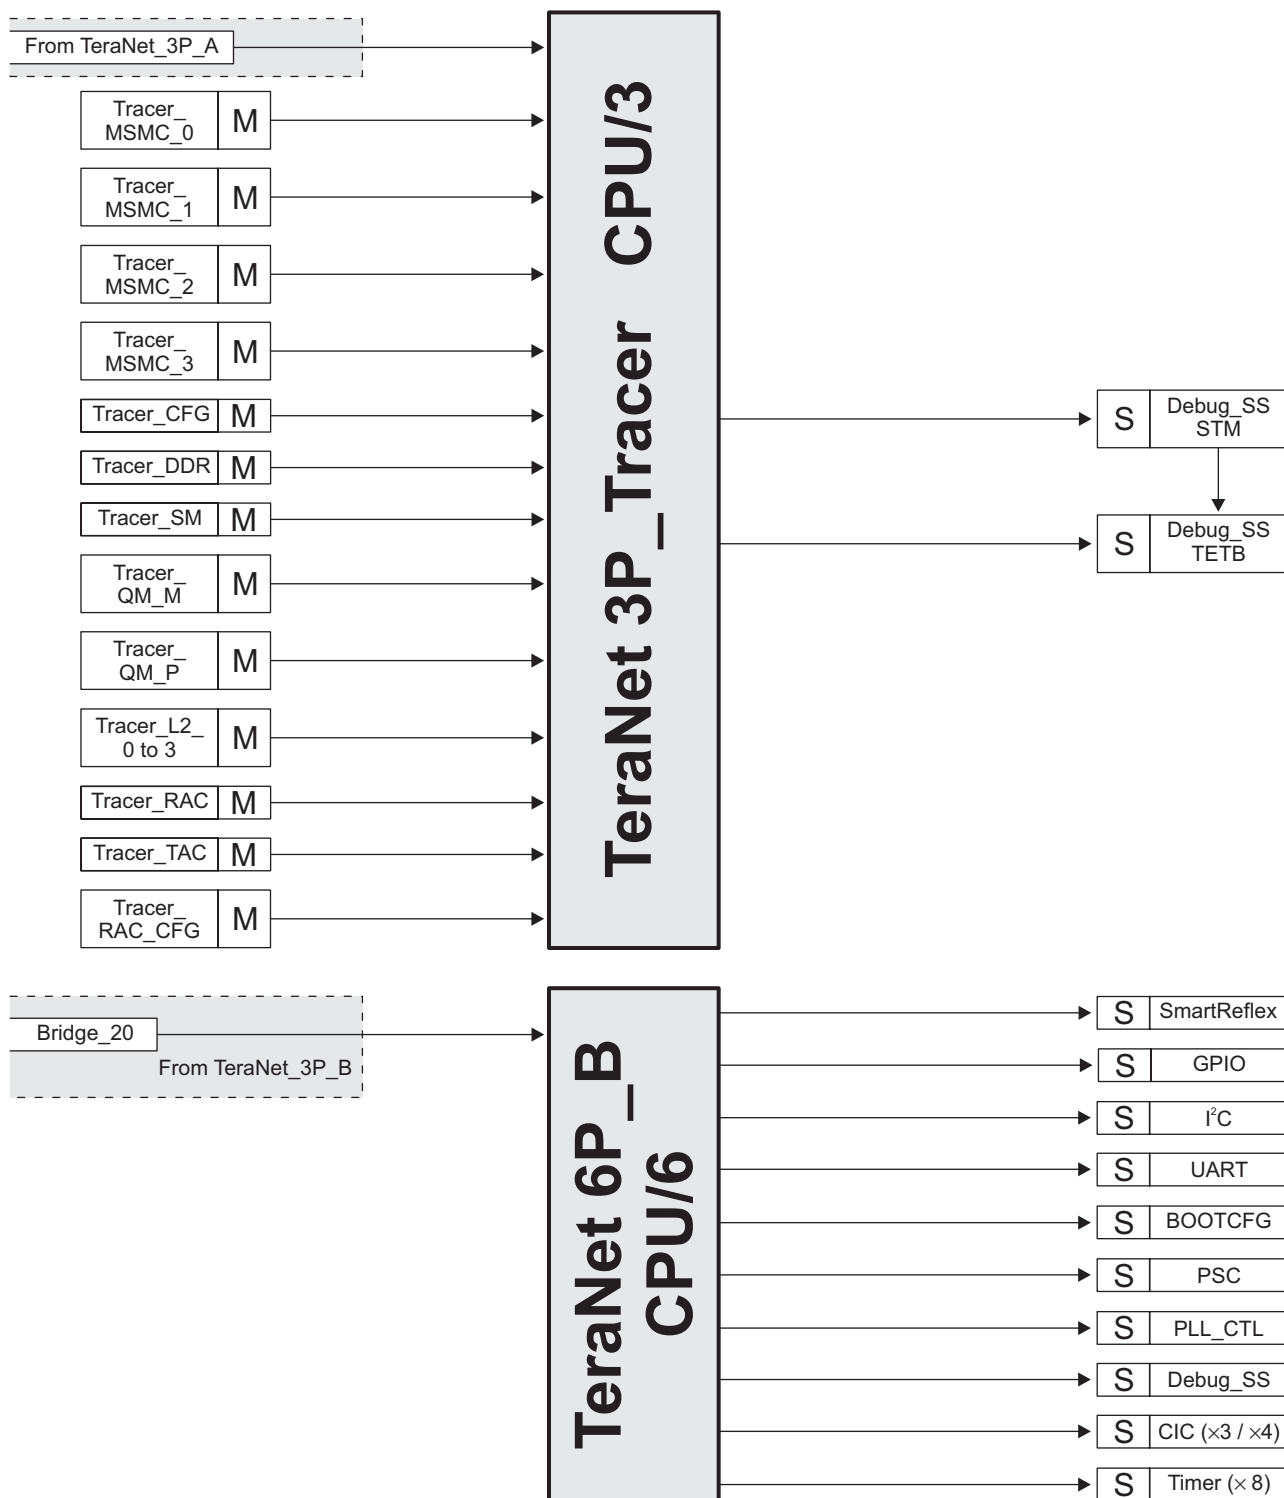 From TeraNet_3P_A
Tracer_
MSMC_0
M
Tracer_
MSMC_1
M
Tracer_
MSMC_2
M
Tracer_
MSMC_3
M
Tracer_CFG
M
Tracer_DDR
M
Tracer_SM
M
Tracer_
QM_M
M
Tracer_
QM_P
M
Tracer_L2_
0 to 3
M
Tracer_RAC
M
Tracer_TAC
M
Tracer_
RAC_CFG
M
TeraNet 3P_Tracer CPU/3
S
Debug_SS
STM
S
Debug_SS
TETB
Bridge_20
From TeraNet_3P_B
TeraNet 6P_B
CPU/6
S
SmartReflex
S
GPIO
S
I²C
S
UART
S
BOOTCFG
S
PSC
S
PLL_CTL
S
Debug_SS
S
CIC (×3 / ×4)
S
Timer (× 8)